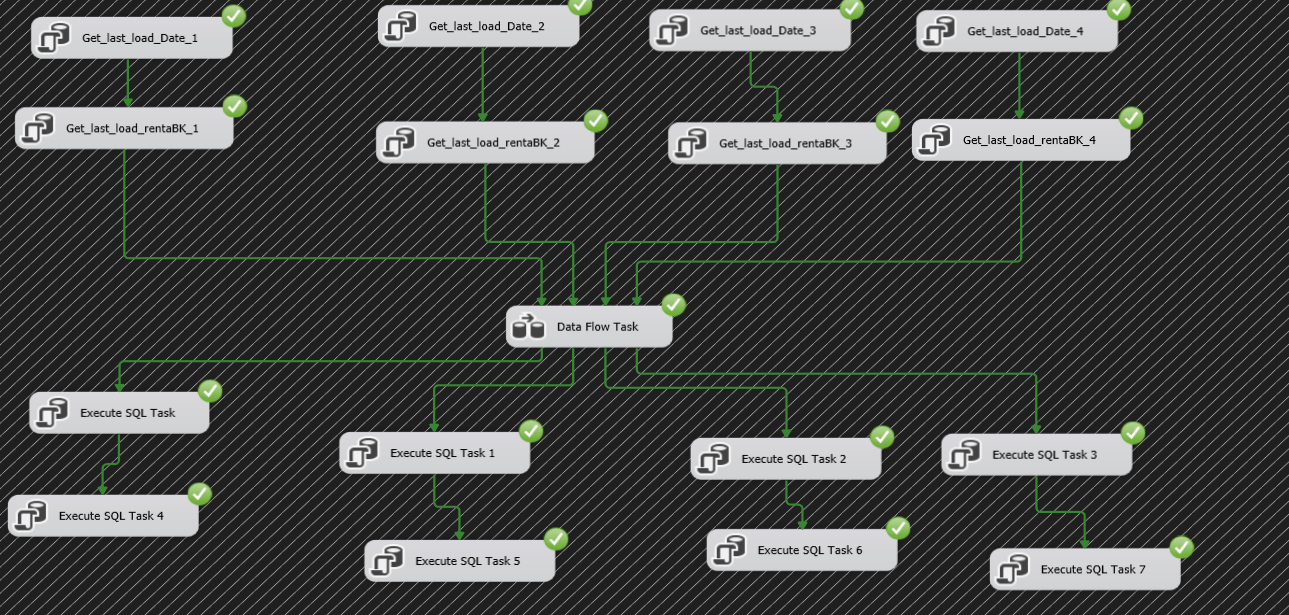 Get_last_load_Date_1
Get_last_load_Date_2
Get_last_load_Date_3
Get_last_load_Date_4
Get_last_load_rentaBK_1
Get_last_load_rentaBK_2
Get_last_load_rentaBK_3
Get_last_load_rentaBK_4
Data Flow Task
Execute SQL Task
Execute SQL Task 1
Execute SQL Task 2
Execute SQL Task 3
Execute SQL Task 4
Execute SQL Task 5
Execute SQL Task 6
Execute SQL Task 7